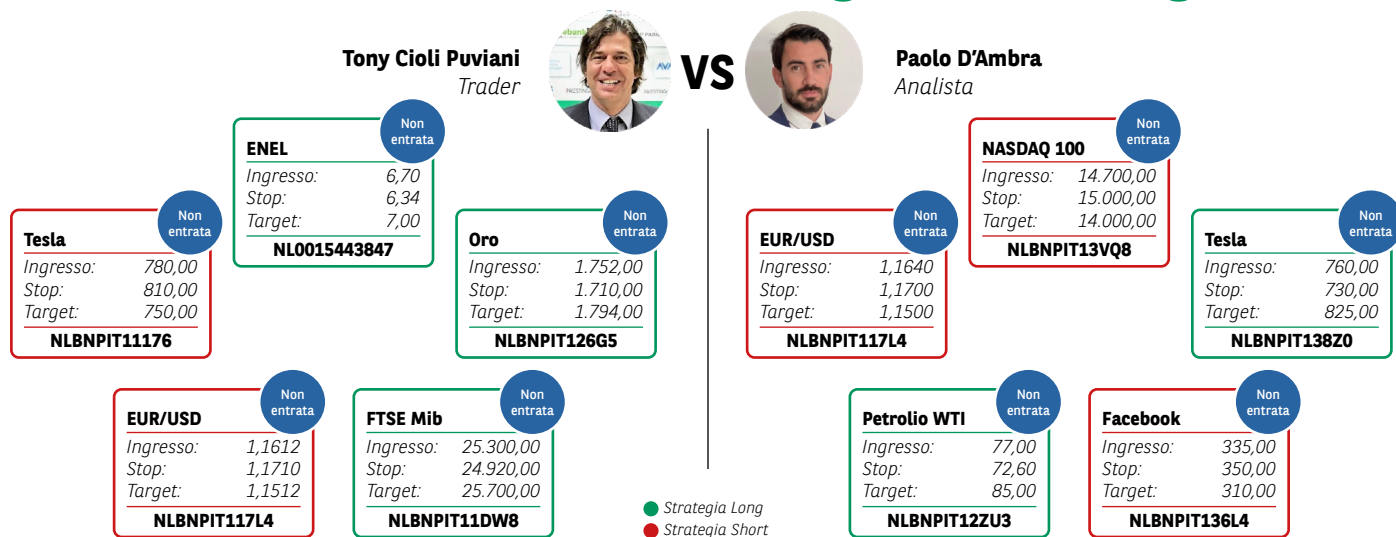 Tony Cioli Puviani
Trader
VS
Paolo D'Ambra
Analista
Non
entrata
ENEL
Ingresso: 6,70
Stop: 6,34
Target: 7,00
NL0015443847
Non
entrata
Tesla
Ingresso: 780,00
Stop: 810,00
Target: 750,00
NLBNPIT11176
Non
entrata
Oro
Ingresso: 1.752,00
Stop: 1.710,00
Target: 1.794,00
NLBNPIT126G5
Non
entrata
EUR/USD
Ingresso: 1,1612
Stop: 1,1710
Target: 1,1512
NLBNPIT117L4
Non
entrata
FTSE Mib
Ingresso: 25.300,00
Stop: 24.920,00
Target: 25.700,00
NLBNPIT11DW8
Non
entrata
NASDAQ 100
Ingresso: 14.700,00
Stop: 15.000,00
Target: 14.000,00
NLBNPIT13VQ8
Non
entrata
EUR/USD
Ingresso: 1,1640
Stop: 1,1700
Target: 1,1500
NLBNPIT117L4
Non
entrata
Tesla
Ingresso: 760,00
Stop: 730,00
Target: 825,00
NLBNPIT138Z0
Non
entrata
Petrolio WTI
Ingresso: 77,00
Stop: 72,60
Target: 85,00
NLBNPIT12ZU3
Non
entrata
Facebook
Ingresso: 335,00
Stop: 350,00
Target: 310,00
NLBNPIT136L4
Strategia Long
Strategia Short